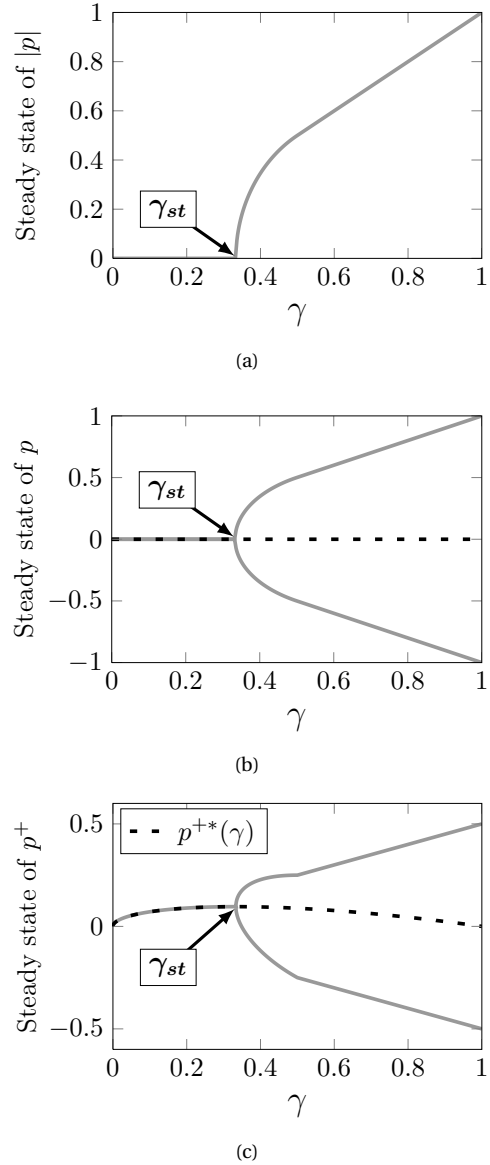 Steady state of |p|
1
0.8
0.6
0.4
0.2
0
γst
0 0.2 0.4 0.6 0.8 1
γ
(a)
Steady state of p
1
0.5
0
−0.5
−1
γst
0 0.2 0.4 0.6 0.8 1
γ
(b)
Steady state of p⁺
0.5
0
−0.5
p⁺*(γ)
γst
0 0.2 0.4 0.6 0.8 1
γ
(c)